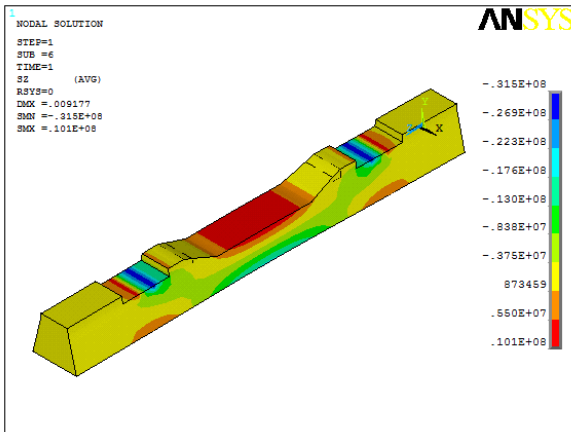 1
NODAL SOLUTION
ANSYS
STEP=1
SUB =6
TIME=1
SZ (AVG)
RSYS=0
DMX =.009177
SMN =-.315E+08
SMX =.101E+08
Y
Z X
-.315E+08
-.269E+08
-.223E+08
-.176E+08
-.130E+08
-.838E+07
-.375E+07
873459
.550E+07
.101E+08